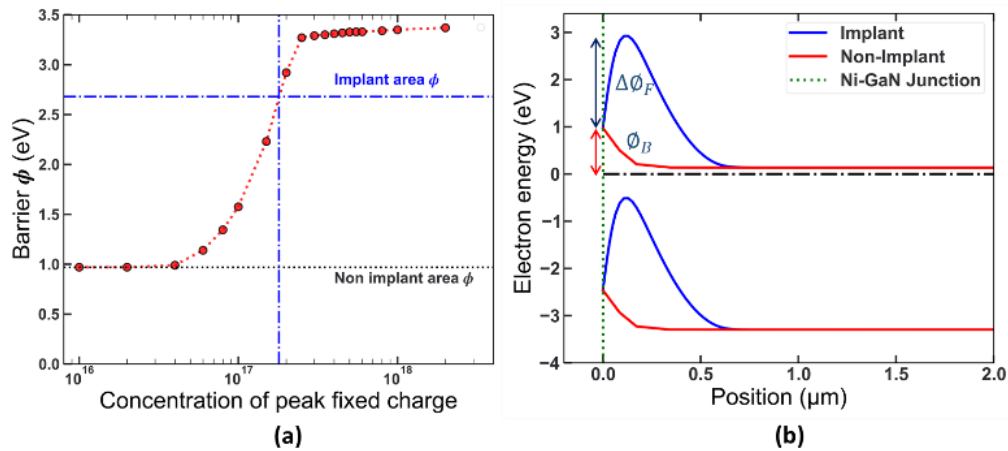 3.5
3.0
2.5
2.0
1.5
1.0
0.5
0.0
Barrier ϕ (eV)
Implant area ϕ
Non implant area ϕ
10¹⁶
10¹⁷
10¹⁸
Concentration of peak fixed charge
(a)
4
3
2
1
0
−1
−2
−3
−4
Electron energy (eV)
Implant
Non-Implant
Ni-GaN Junction
Δ∅_F
∅_B
0.0
0.5
1.0
1.5
2.0
Position (μm)
(b)